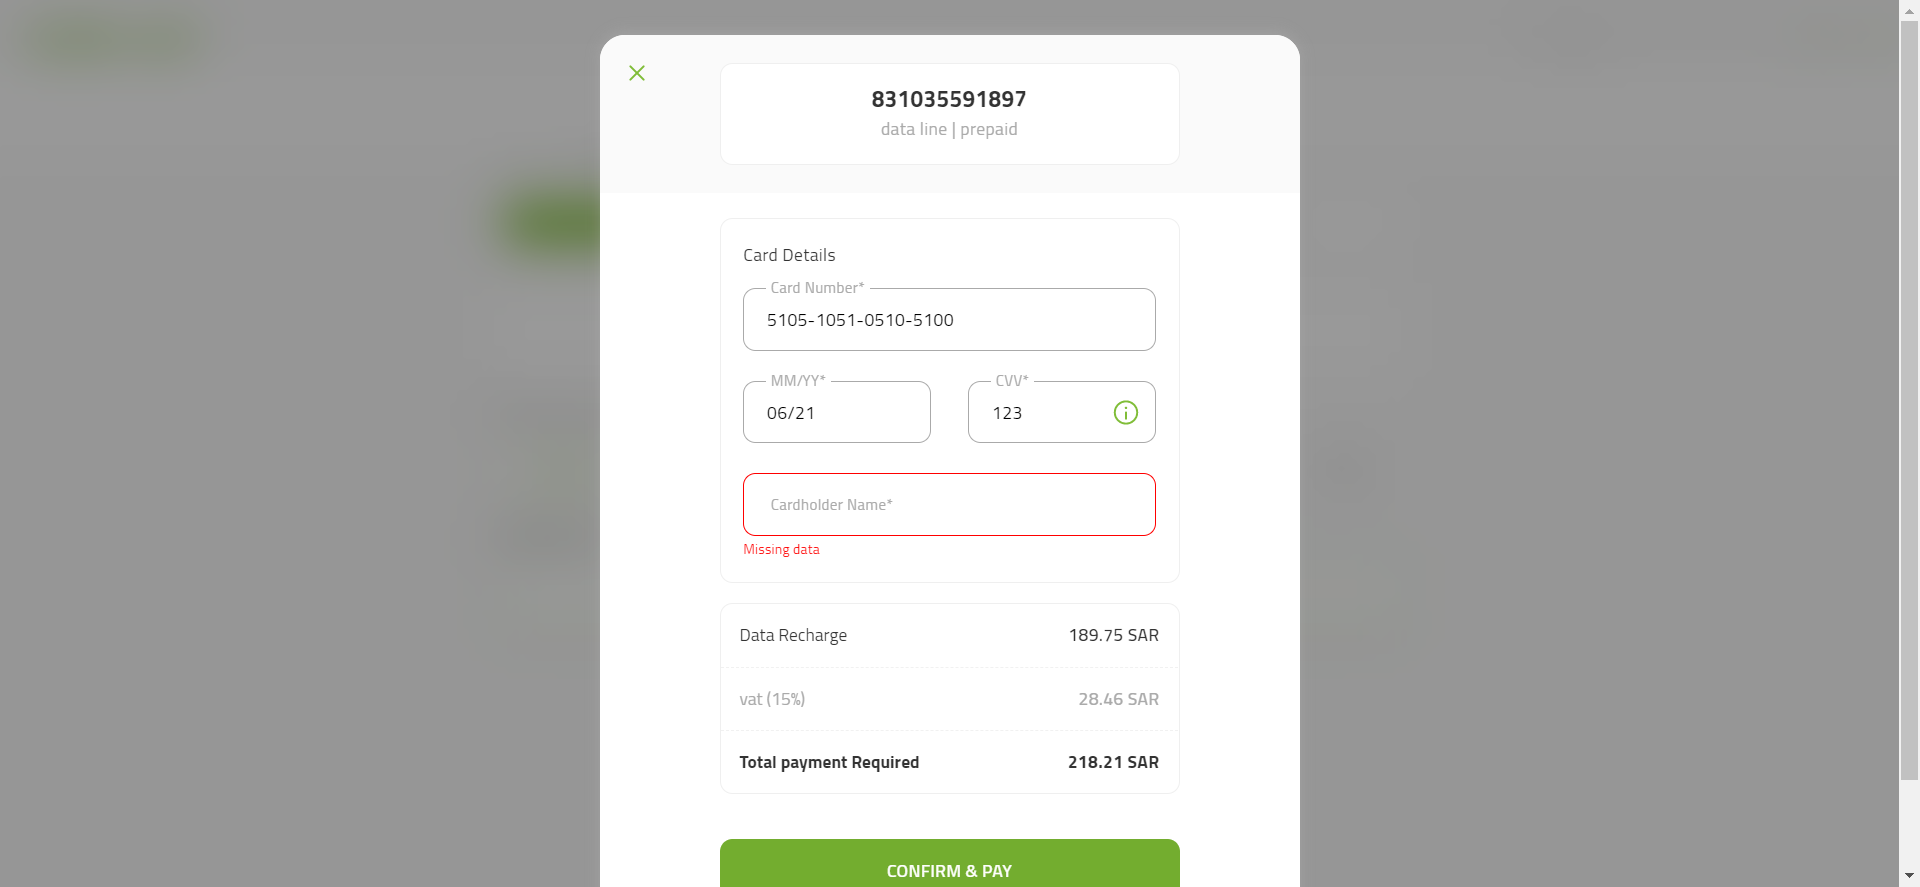 831035591897
data line | prepaid
Card Details
Card Number*
5105-1051-0510-5100
MM/YY*
CVV*
06/21
123
Cardholder Name*
Missing data
Data Recharge
189.75 SAR
vat (15%)
28.46 SAR
Total payment Required
218.21 SAR
CONFIRM & PAY